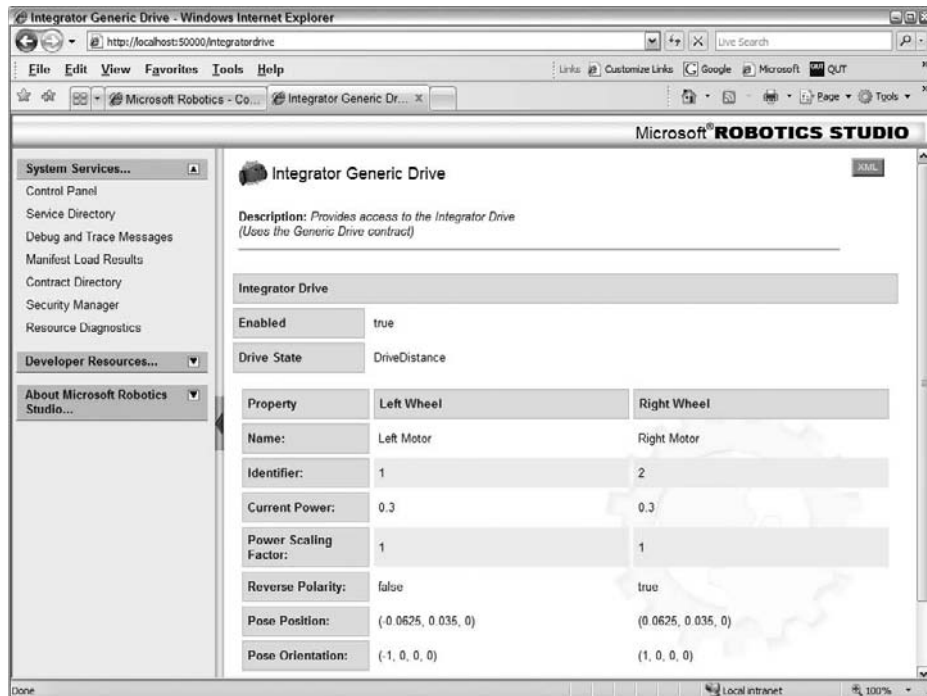 Integrator Generic Drive - Windows Internet Explorer
http://localhost:50000/integratordrive
Live Search
File Edit View Favorites Tools Help
Links Customize Links Google Microsoft QUT QUT
Microsoft Robotics - Co... Integrator Generic Dr... X
Page Tools
Microsoft® ROBOTICS STUDIO
System Services...
Control Panel
Service Directory
Debug and Trace Messages
Manifest Load Results
Contract Directory
Security Manager
Resource Diagnostics
Developer Resources...
About Microsoft Robotics
Studio...
Integrator Generic Drive
XML
Description: Provides access to the Integrator Drive
(Uses the Generic Drive contract)
Integrator Drive
Enabled true
Drive State DriveDistance
Property Left Wheel Right Wheel
Name: Left Motor Right Motor
Identifier: 1 2
Current Power: 0.3 0.3
Power Scaling
Factor: 1 1
Reverse Polarity: false true
Pose Position: (-0.0625, 0.035, 0) (0.0625, 0.035, 0)
Pose Orientation: (-1, 0, 0, 0) (1, 0, 0, 0)
Done Local intranet 100%